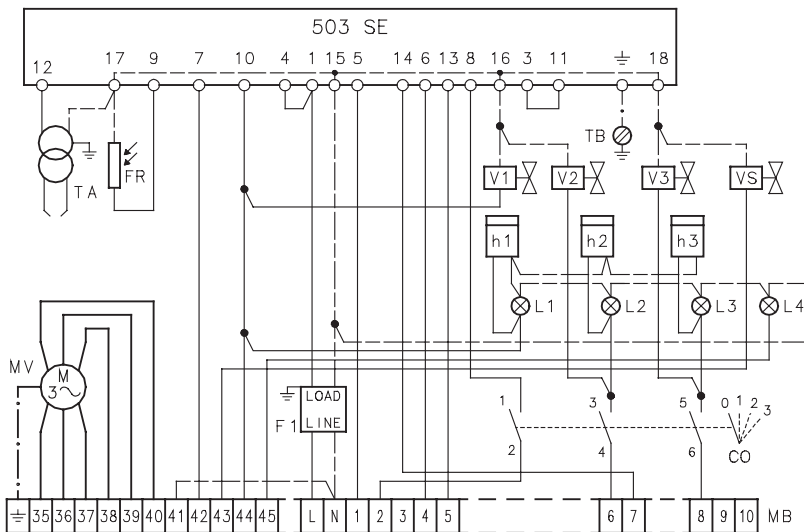 503 SE
12 17 9 7 10 4 1 15 5 14 6 13 8 16 3 11 18
TB
FR
TA
V1 V2 V3 VS
h1 h2 h3
L1 L2 L3 L4
MV M
3~
LOAD
F1 LINE
1 3 5 0 1 2 3
2 4 6 CO
35 36 37 38 39 40 41 42 43 44 45 L N 1 2 3 4 5 6 7 8 9 10 MB